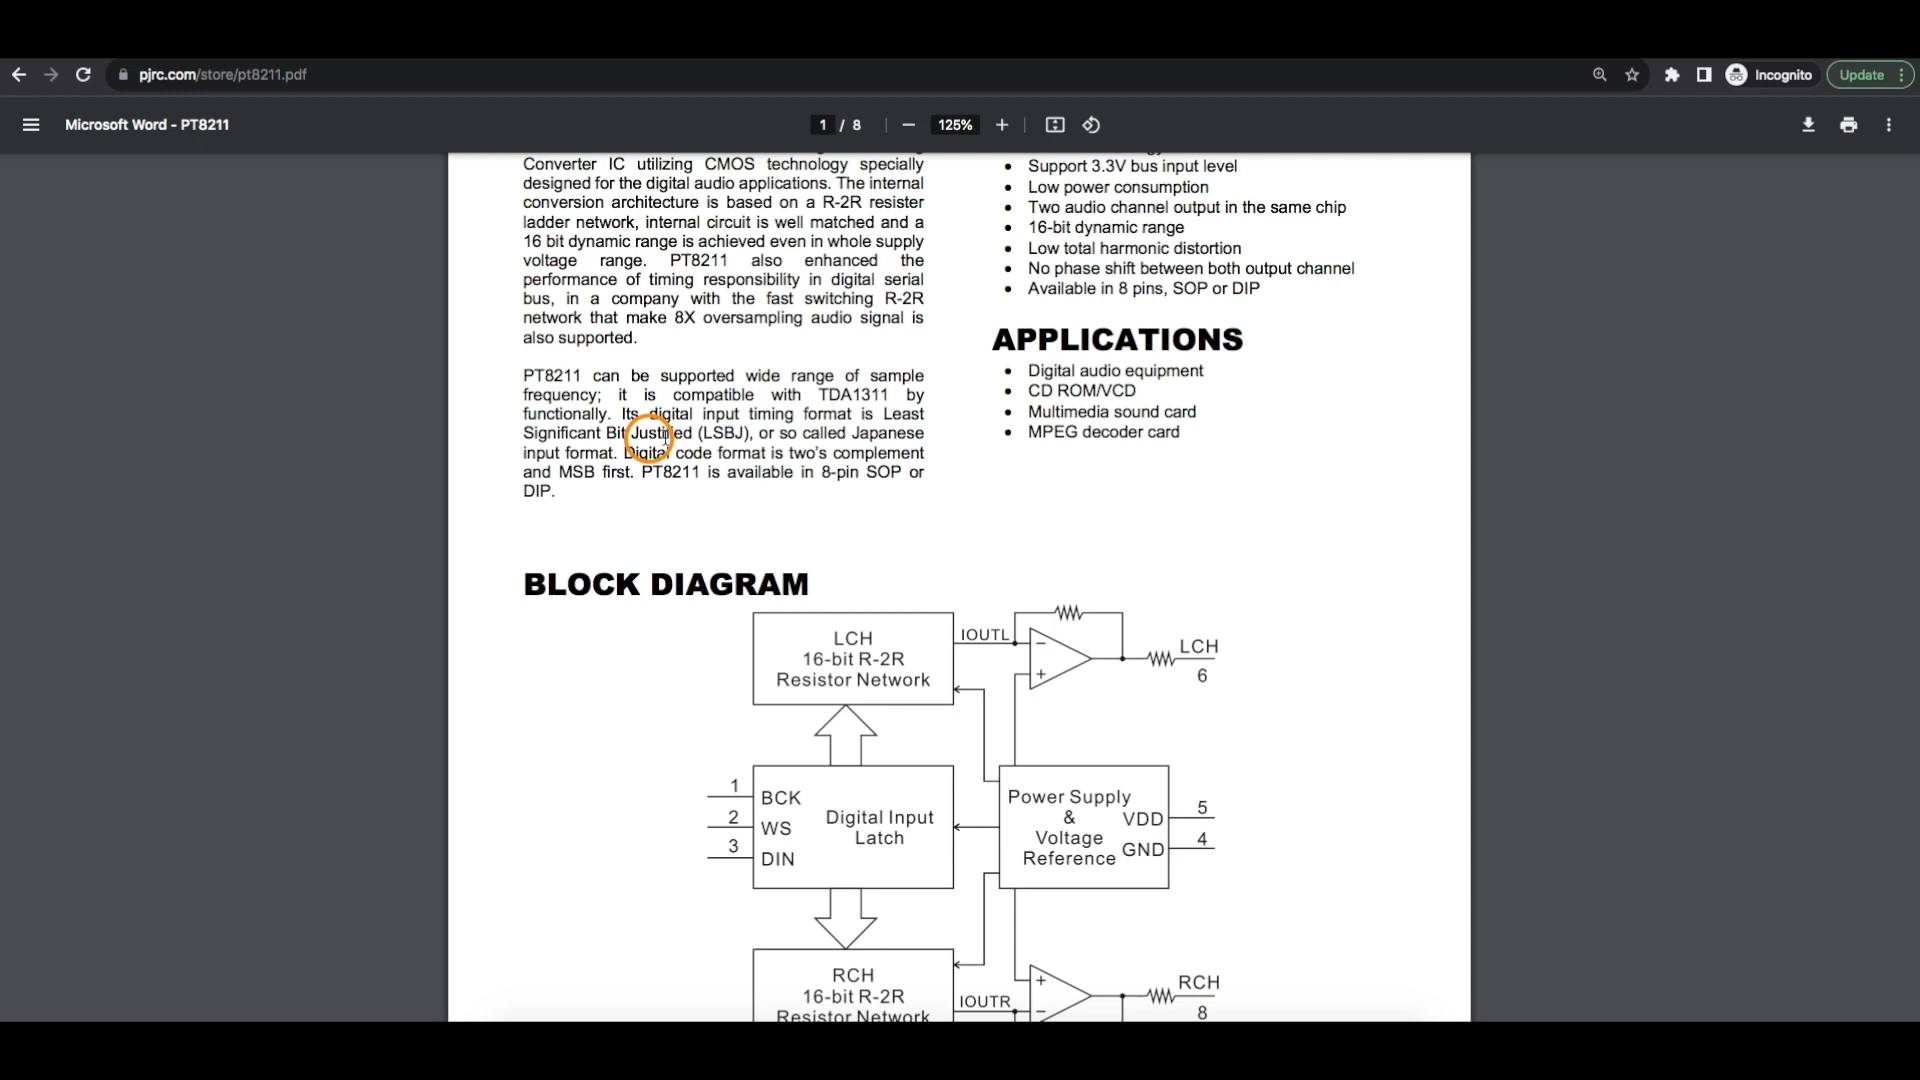 pjrc.com/store/pt8211.pdf
Incognito
Update
Microsoft Word - PT8211
1 / 8
125%
Converter IC utilizing CMOS technology specially
designed for the digital audio applications. The internal
conversion architecture is based on a R-2R resister
ladder network, internal circuit is well matched and a
16 bit dynamic range is achieved even in whole supply
voltage range. PT8211 also enhanced the
performance of timing responsibility in digital serial
bus, in a company with the fast switching R-2R
network that make 8X oversampling audio signal is
also supported.
PT8211 can be supported wide range of sample
frequency; it is compatible with TDA1311 by
functionally. Its digital input timing format is Least
Significant Bit Justified (LSBJ), or so called Japanese
input format. Digital code format is two's complement
and MSB first. PT8211 is available in 8-pin SOP or
DIP.
• Support 3.3V bus input level
• Low power consumption
• Two audio channel output in the same chip
• 16-bit dynamic range
• Low total harmonic distortion
• No phase shift between both output channel
• Available in 8 pins, SOP or DIP
APPLICATIONS
• Digital audio equipment
• CD ROM/VCD
• Multimedia sound card
• MPEG decoder card
BLOCK DIAGRAM
LCH
16-bit R-2R
Resistor Network
IOUTL
−
+
LCH
6
1
BCK
2
WS
3
DIN
Digital Input
Latch
Power Supply
&
Voltage
Reference
VDD
5
GND
4
RCH
16-bit R-2R
Resistor Network
IOUTR
+
−
RCH
8